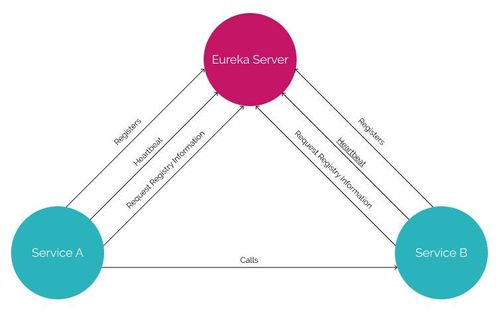 Eureka Server
Registers
Heartbeat
Request Registry Information
Registers
Heartbeat
Request Registry Information
Service A
Service B
Calls